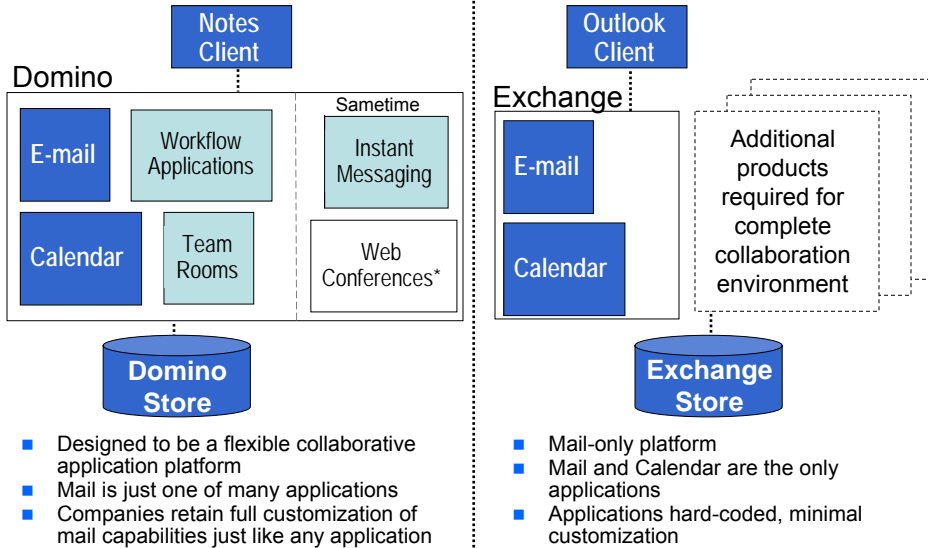 Notes
Client
Domino
E-mail
Workflow
Applications
Calendar
Team
Rooms
Sametime
Instant
Messaging
Web
Conferences*
Domino
Store
Designed to be a flexible collaborative
application platform
Mail is just one of many applications
Companies retain full customization of
mail capabilities just like any application
Outlook
Client
Exchange
E-mail
Calendar
Additional
products
required for
complete
collaboration
environment
Exchange
Store
Mail-only platform
Mail and Calendar are the only
applications
Applications hard-coded, minimal
customization